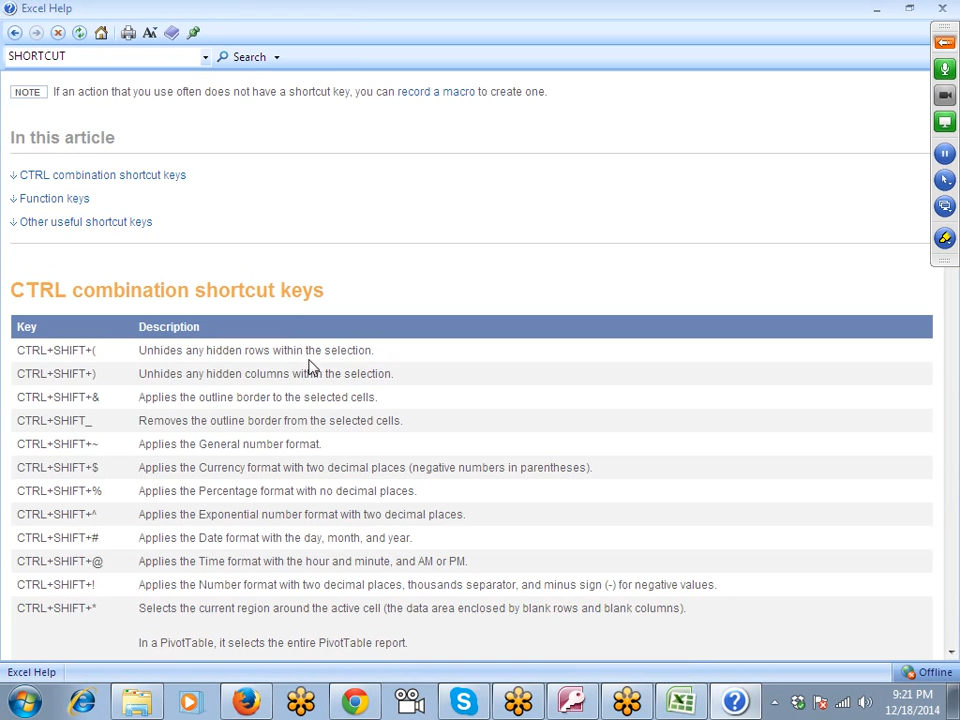 Excel Help
SHORTCUT
Search
NOTE If an action that you use often does not have a shortcut key, you can record a macro to create one.
In this article
CTRL combination shortcut keys
Function keys
Other useful shortcut keys
CTRL combination shortcut keys
Key Description
CTRL+SHIFT+( Unhides any hidden rows within the selection.
CTRL+SHIFT+) Unhides any hidden columns within the selection.
CTRL+SHIFT+& Applies the outline border to the selected cells.
CTRL+SHIFT_ Removes the outline border from the selected cells.
CTRL+SHIFT+~ Applies the General number format.
CTRL+SHIFT+$ Applies the Currency format with two decimal places (negative numbers in parentheses).
CTRL+SHIFT+% Applies the Percentage format with no decimal places.
CTRL+SHIFT+^ Applies the Exponential number format with two decimal places.
CTRL+SHIFT+# Applies the Date format with the day, month, and year.
CTRL+SHIFT+@ Applies the Time format with the hour and minute, and AM or PM.
CTRL+SHIFT+! Applies the Number format with two decimal places, thousands separator, and minus sign (-) for negative values.
CTRL+SHIFT+* Selects the current region around the active cell (the data area enclosed by blank rows and blank columns).
In a PivotTable, it selects the entire PivotTable report.
Excel Help
Offline
9:21 PM
12/18/2014